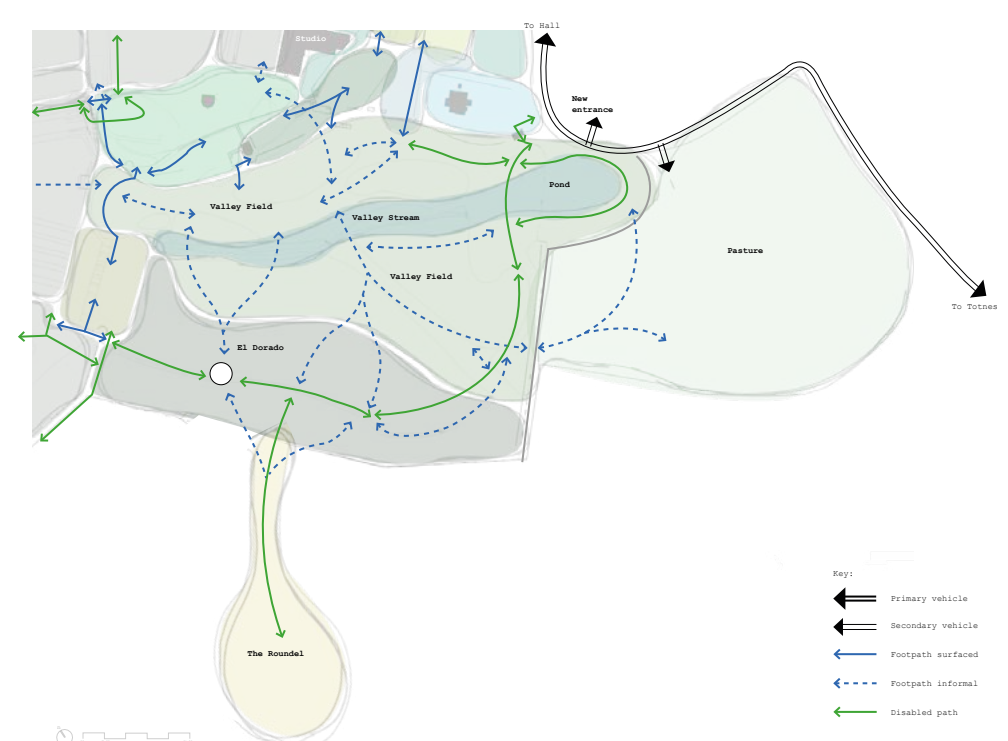 To Hall
Studio
New
entrance
Pond
Valley Field
Valley Stream
Pasture
Valley Field
To Totnes
El Dorado
The Roundel
Key:
Primary vehicle
Secondary vehicle
Footpath surfaced
Footpath informal
Disabled path